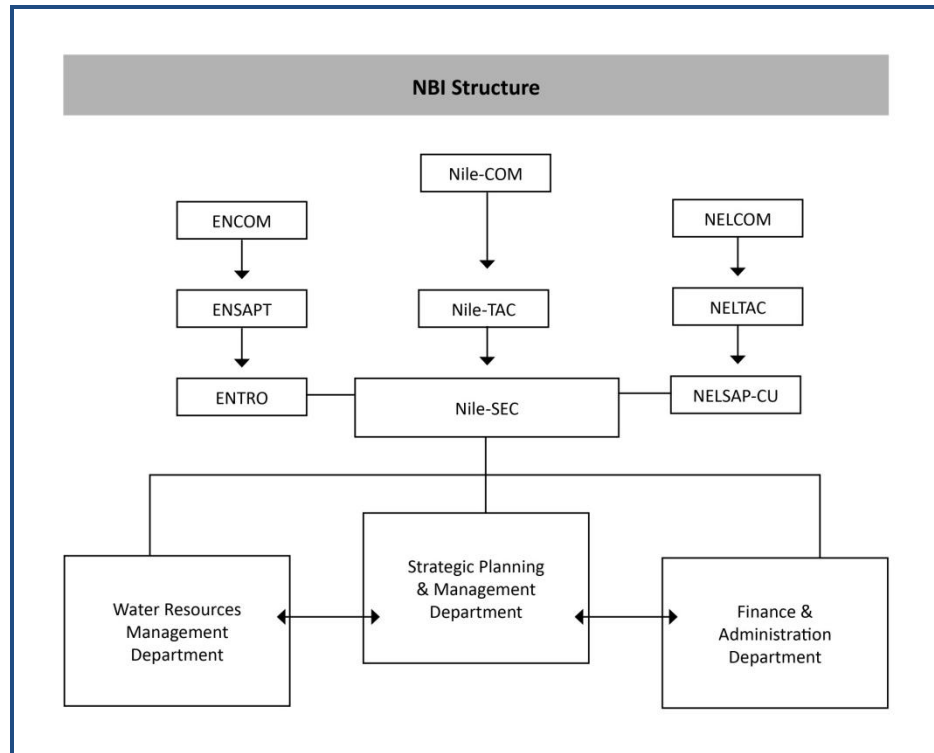 NBI Structure
Nile-COM
ENCOM
NELCOM
ENSAPT
Nile-TAC
NELTAC
ENTRO
Nile-SEC
NELSAP-CU
Water Resources
Management
Department
Strategic Planning
& Management
Department
Finance &
Administration
Department